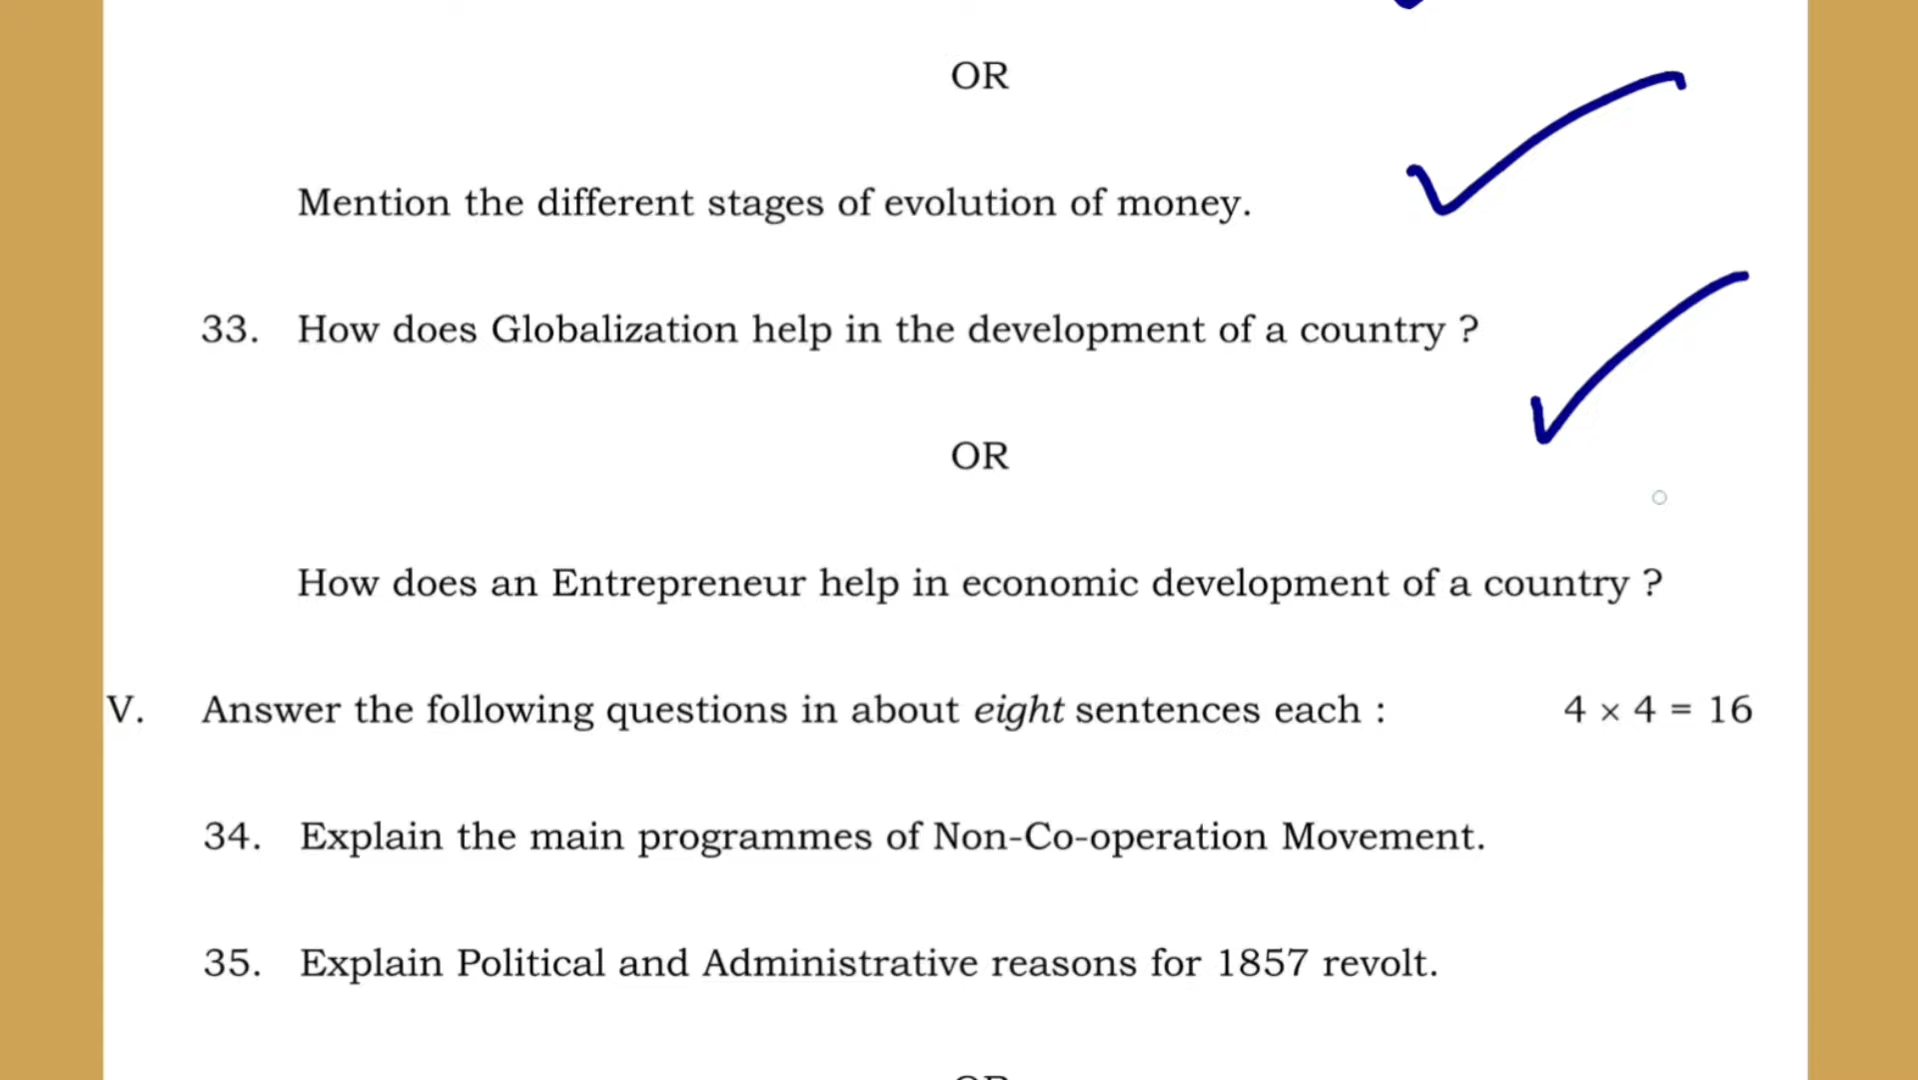 OR
Mention the different stages of evolution of money.
33. How does Globalization help in the development of a country ?
OR
How does an Entrepreneur help in economic development of a country ?
V. Answer the following questions in about eight sentences each : 4 × 4 = 16
34. Explain the main programmes of Non-Co-operation Movement.
35. Explain Political and Administrative reasons for 1857 revolt.